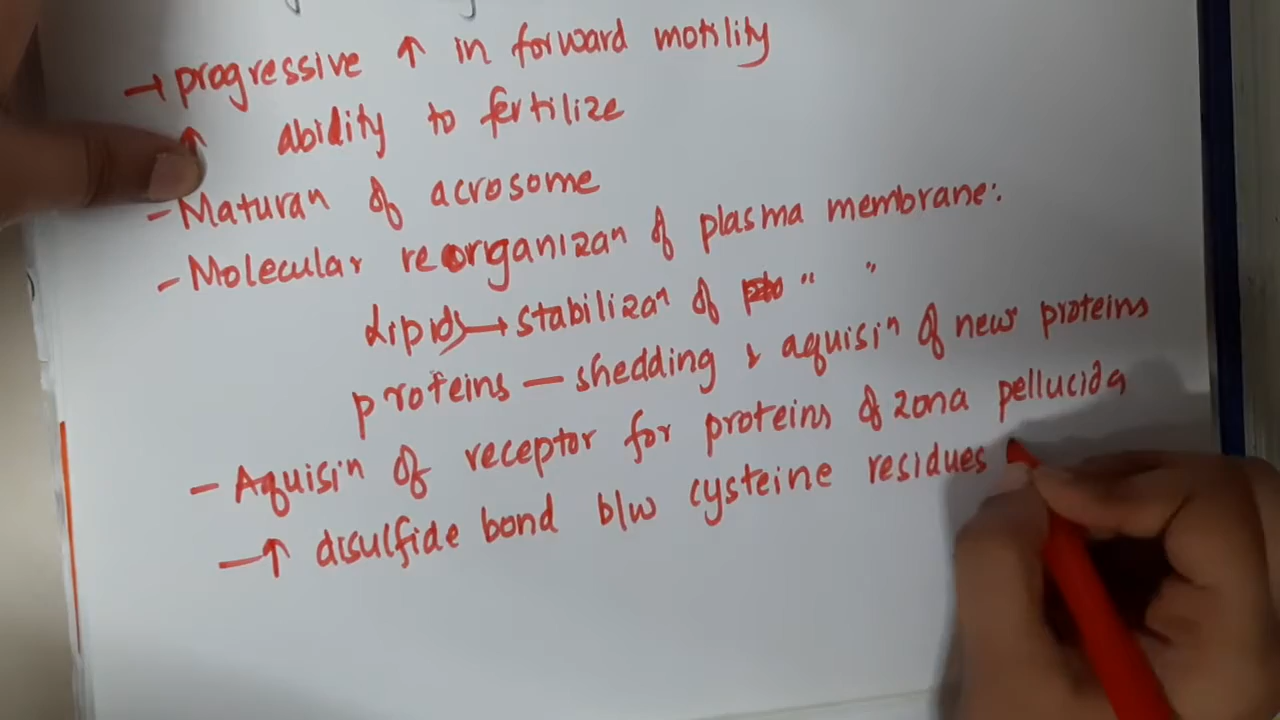 → progressive ↑ in forward motility
↑ ability to fertilize
- Maturaⁿ of acrosome
- Molecular reorganizaⁿ of plasma membrane:
Lipids → stabilizaⁿ of " "
proteins — shedding & aquisiⁿ of new proteins
- Aquisiⁿ of receptor for proteins of zona pellucida
- ↑ disulfide bond b/w cysteine residues